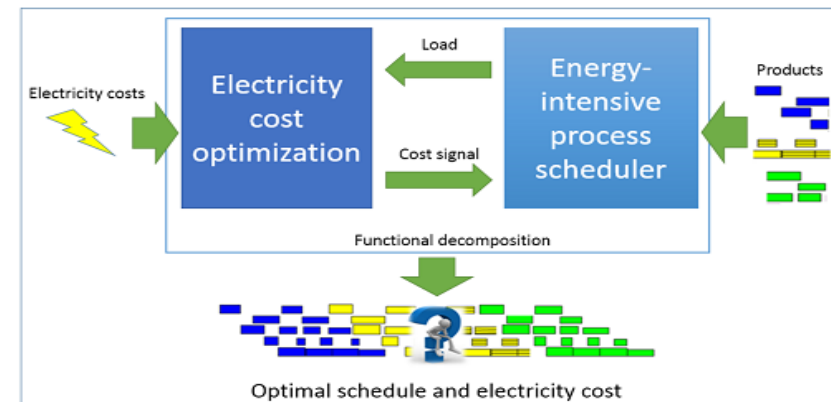 Electricity costs
Electricity
cost
optimization
Load
Cost signal
Energy-
intensive
process
scheduler
Products
Functional decomposition
?
Optimal schedule and electricity cost